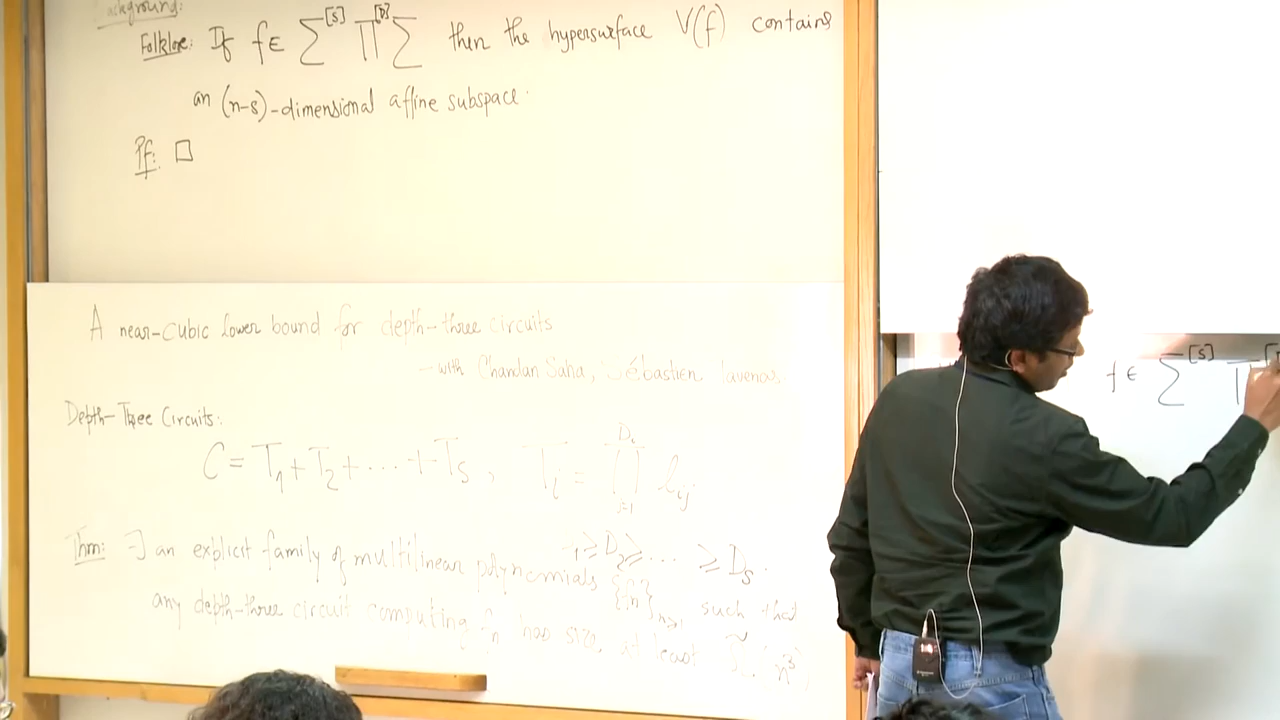 Background:
Folklore: If f ∈ Σ^[s] Π^[D] Σ then the hypersurface V(f) contains
an (n-s)-dimensional affine subspace.
Pf: □
A near-cubic lower bound for depth-three circuits
- with Chandan Saha, Sébastien Tavenas
Depth-Three Circuits:
C = T_1 + T_2 + .... + T_s , T_i = ∏ l_ij
≥ D_2 ≥ ... ≥ D_s.
Thm: ∃ an explicit family of multilinear polynomials {f_n}_{n≥1} such that
any depth-three circuit computing f_n has size at least (n^3)
f ∈ Σ^[s] Π